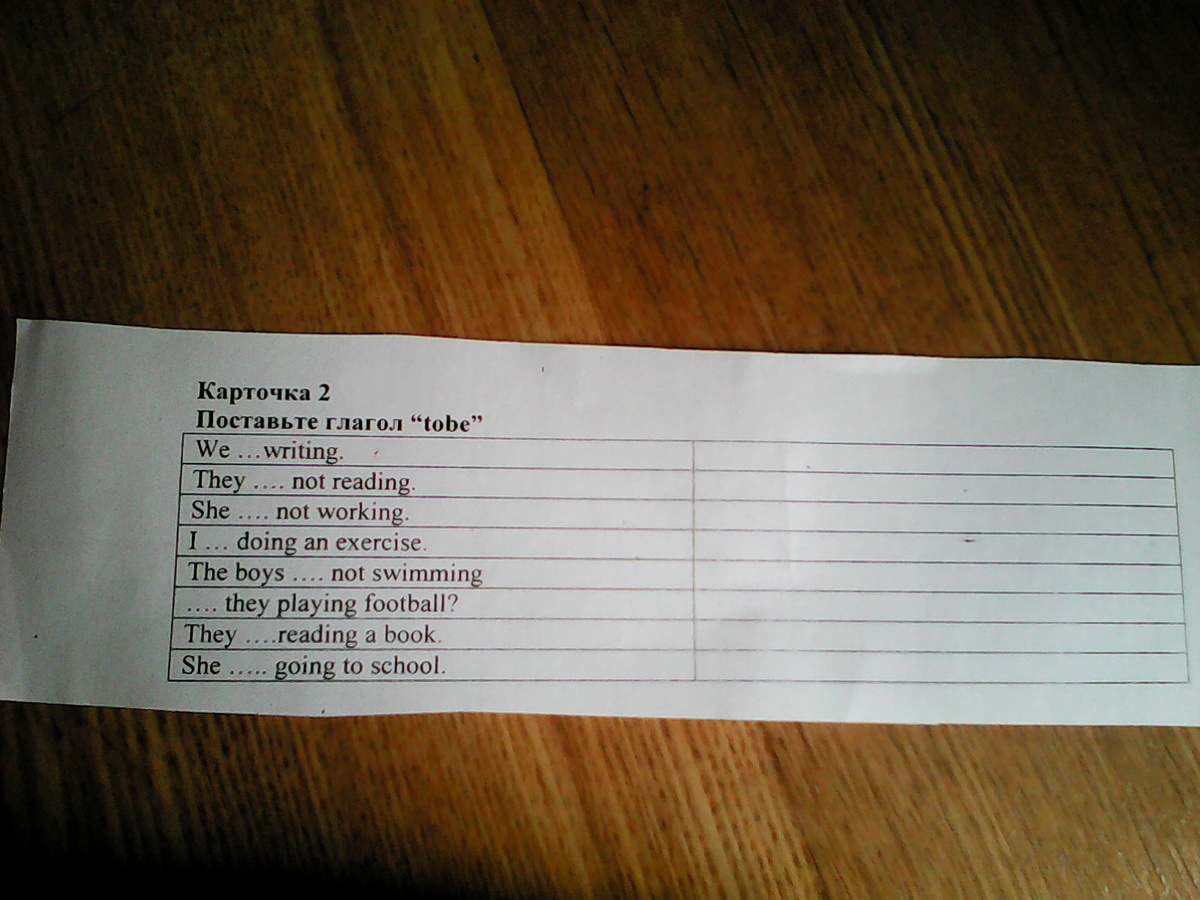 Карточка 2
Поставьте глагол “tobe”
We …writing.
They …. not reading.
She …. not working.
I … doing an exercise.
The boys …. not swimming
…. they playing football?
They ….reading a book.
She ….. going to school.